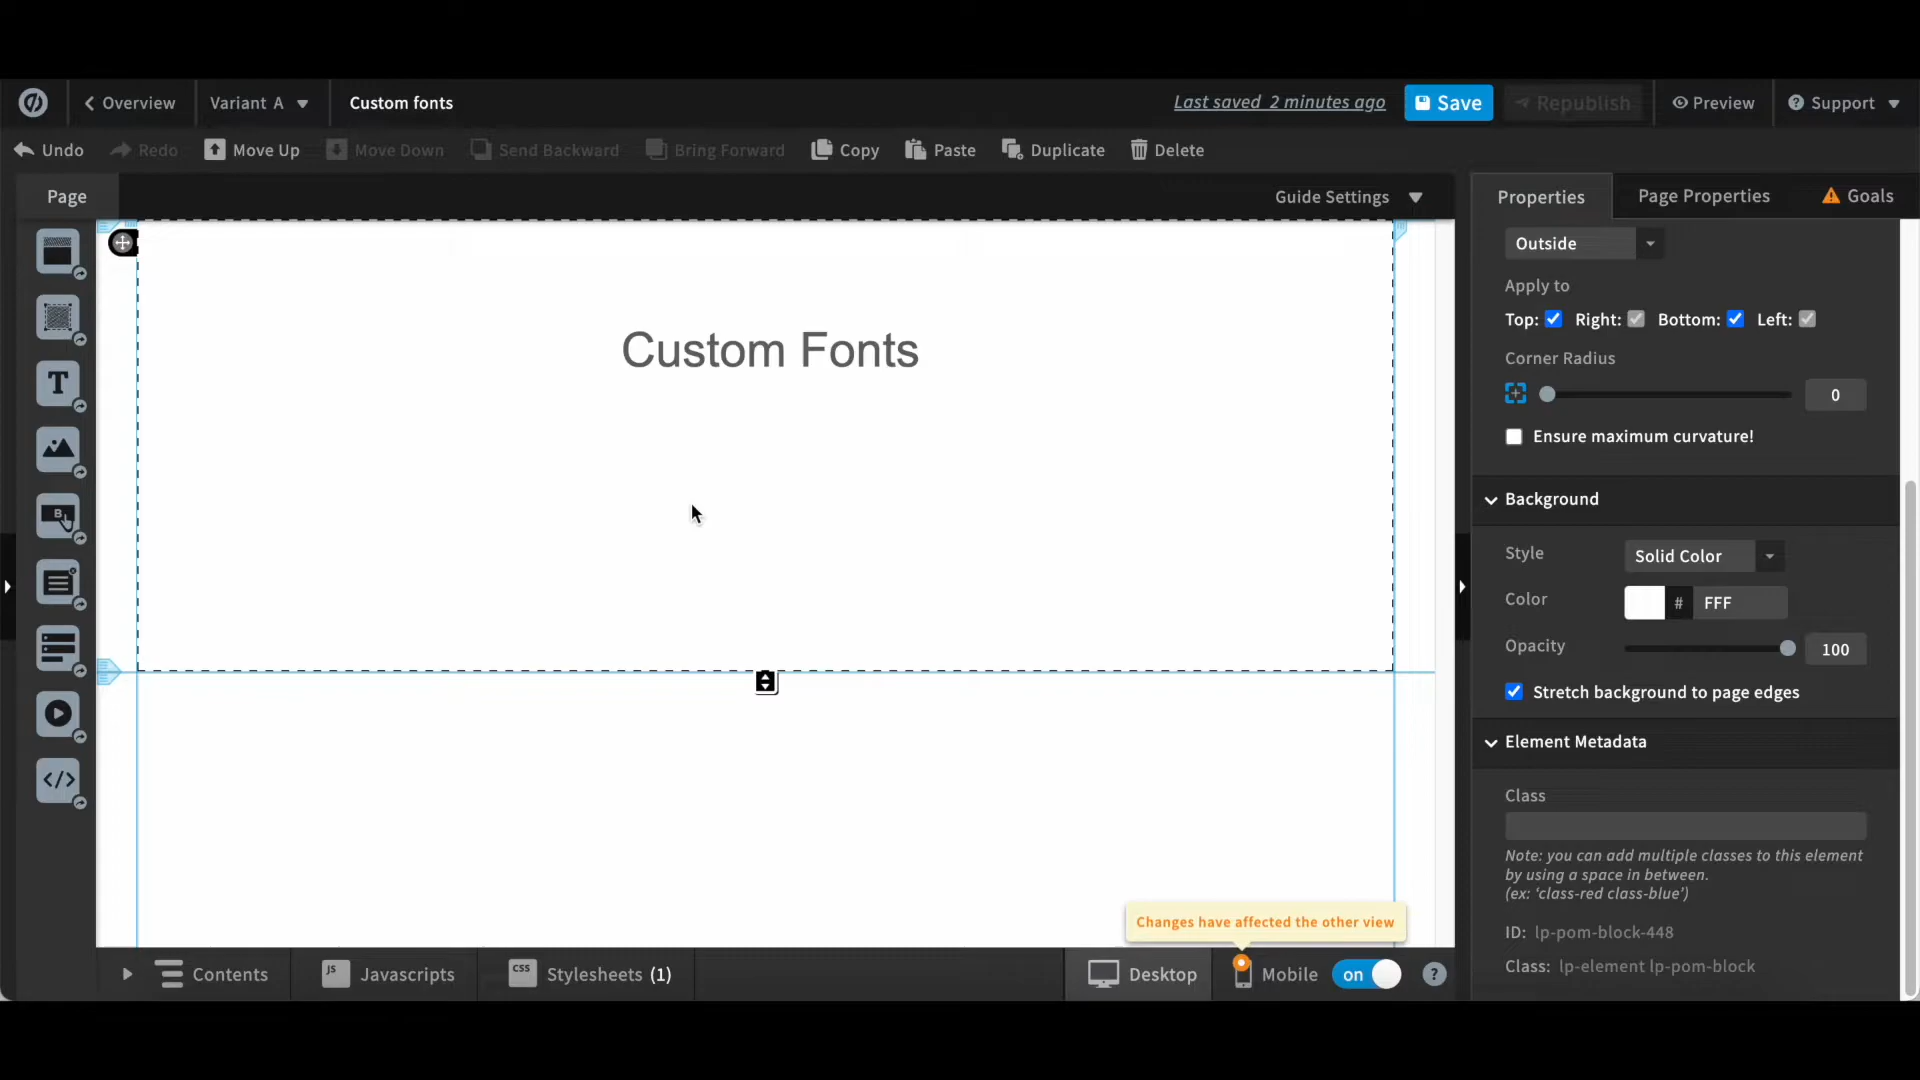 Overview
Variant A
Custom fonts
Last saved 2 minutes ago
Save
Republish
Preview
Support
Undo
Redo
Move Up
Move Down
Send Backward
Bring Forward
Copy
Paste
Duplicate
Delete
Page
Guide Settings
Properties
Page Properties
Goals
Outside
Apply to
Top: Right: Bottom: Left:
Corner Radius
0
Ensure maximum curvature!
Custom Fonts
T
B
</>
Background
Style
Solid Color
Color
# FFF
Opacity
100
Stretch background to page edges
Element Metadata
Class
Note: you can add multiple classes to this element
by using a space in between.
(ex: ‘class-red class-blue’)
ID: lp-pom-block-448
Class: lp-element lp-pom-block
Changes have affected the other view
Contents
JS Javascripts
CSS Stylesheets (1)
Desktop
Mobile
on
?